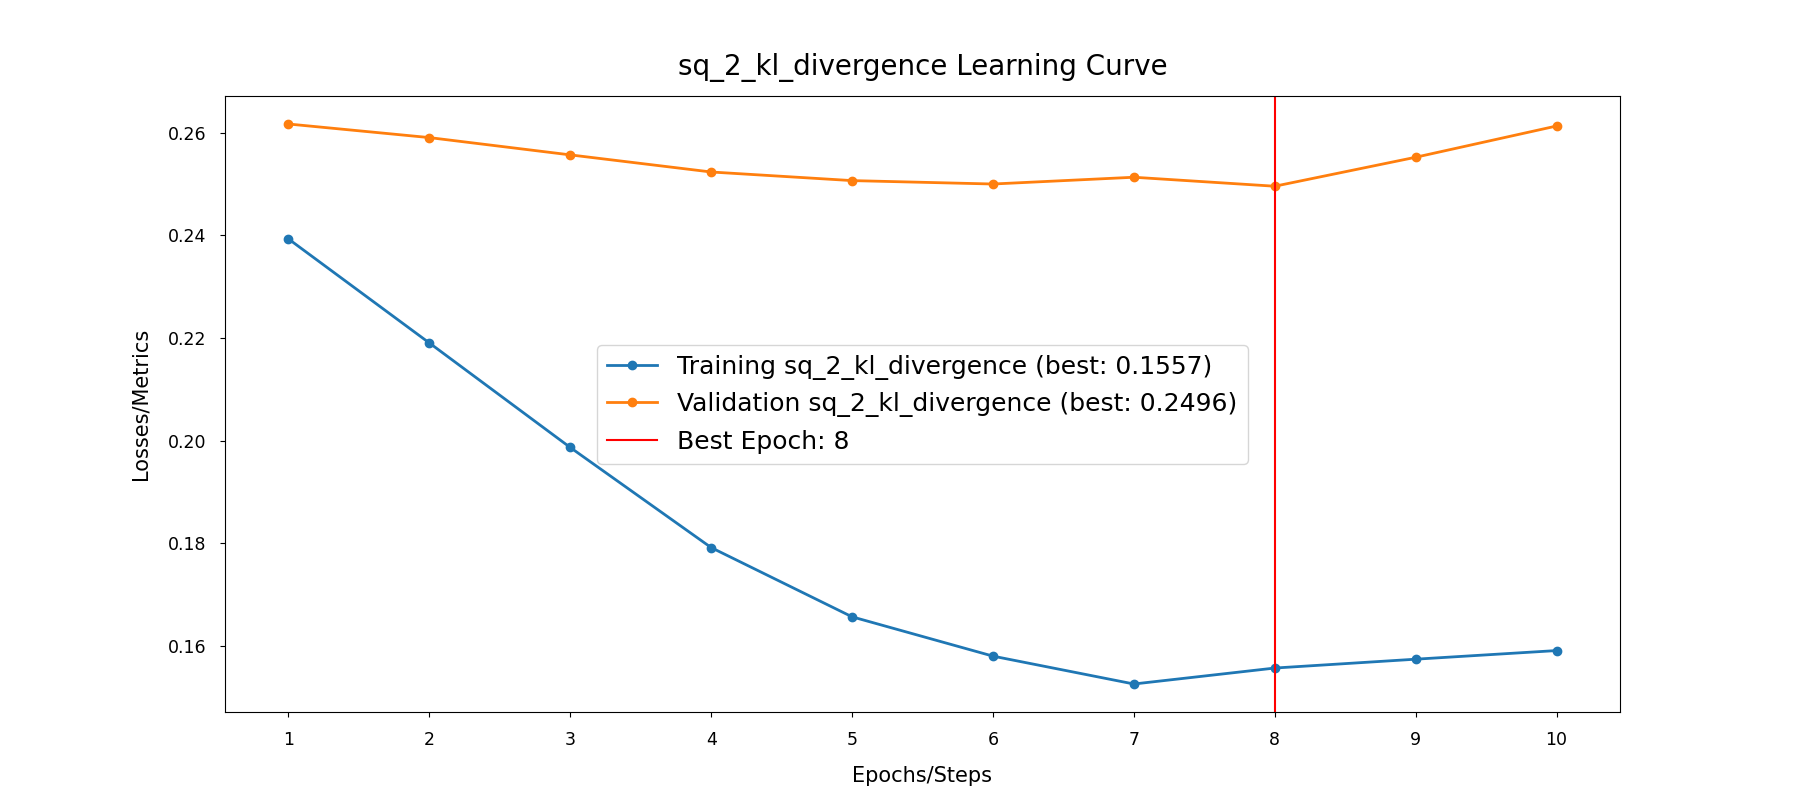 sq_2_kl_divergence Learning Curve
0.26
0.24
0.22
0.20
0.18
0.16
Losses/Metrics
Training sq_2_kl_divergence (best: 0.1557)
Validation sq_2_kl_divergence (best: 0.2496)
Best Epoch: 8
1 2 3 4 5 6 7 8 9 10
Epochs/Steps